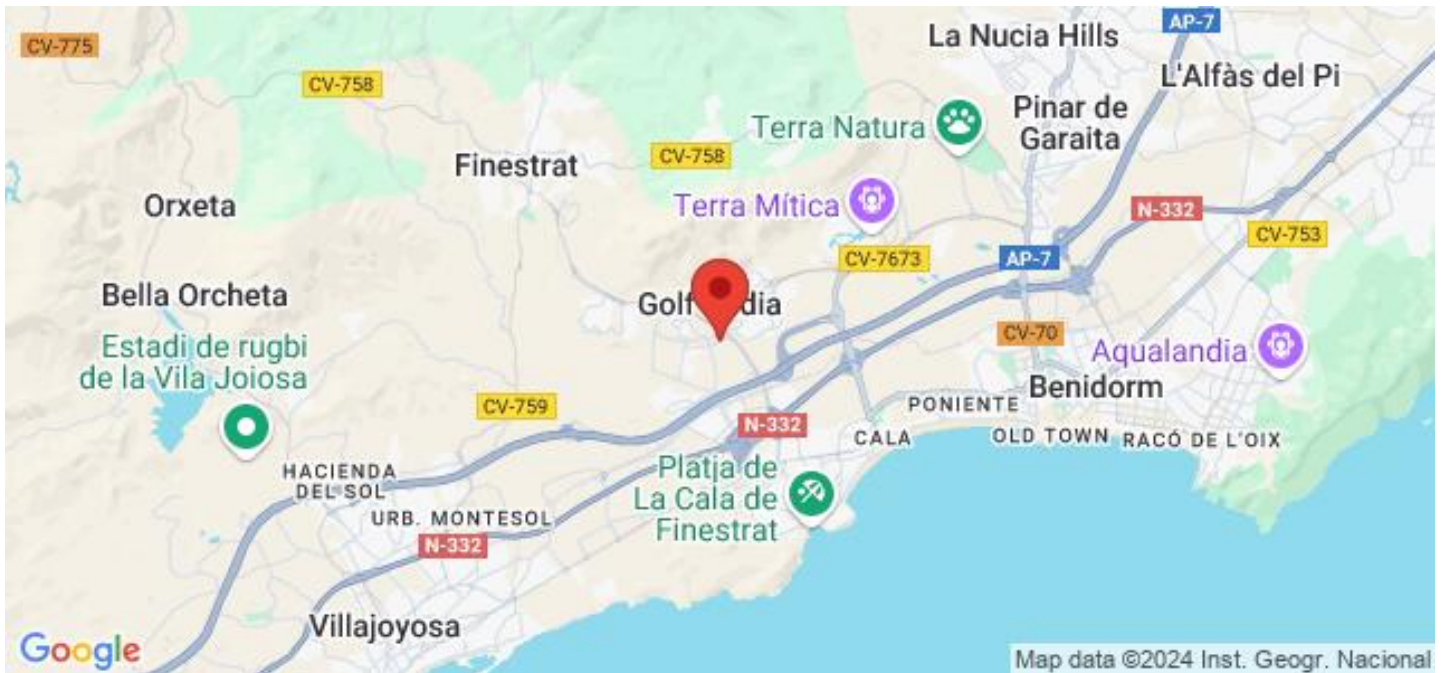 AP-7
La Nucia Hills
CV-775
L'Alfàs del Pi
CV-758
Pinar de
Garaita
Terra Natura
Finestrat
CV-758
Orxeta
Terra Mítica
N-332
CV-753
AP-7
CV-7673
Bella Orcheta
Golf
dia
Estadi de rugbi
de la Vila Joiosa
CV-70
Aqualandia
Benidorm
CV-759
PONIENTE
N-332
CALA
OLD TOWN
RACÓ DE L'OIX
HACIENDA
DEL SOL
Platja de
La Cala de
Finestrat
URB. MONTESOL
N-332
Villajoyosa
Google
Map data ©2024 Inst. Geogr. Nacional